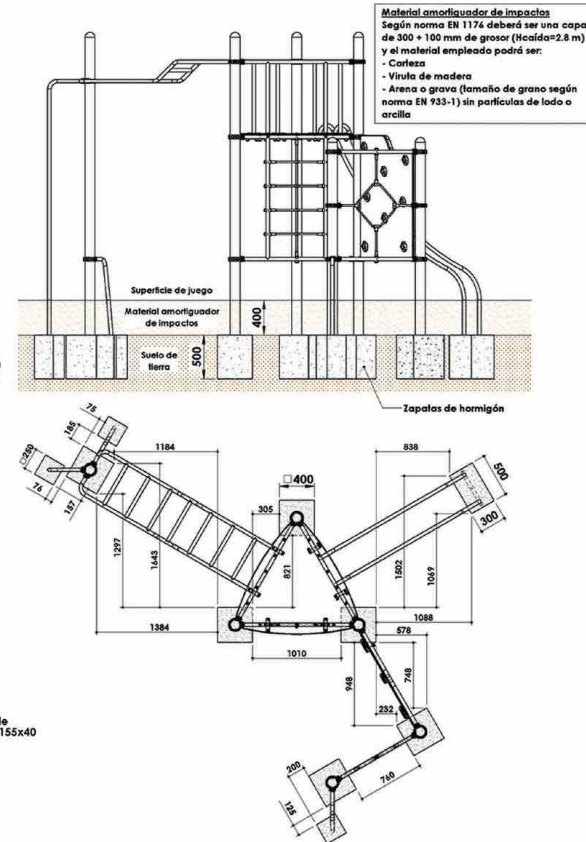 Material amortiguador de impactos
Según norma EN 1176 deberá ser una capa
de 300 + 100 mm de grosor (Hcaída=2.8 m)
y el material empleado podrá ser:
- Corteza
- Viruta de madera
- Arena o grava (tamaño de grano según
norma EN 933-1) sin partículas de lodo o
arcilla
Superficie de juego
Material amortiguador
de impactos
400
Suelo de
tierra
500
Zapatas de hormigón
75
185
□250
76
157
1184
□400
838
500
300
305
1297
1643
821
1502
1069
1384
1010
1088
578
948
748
232
760
200
125
de
155x40